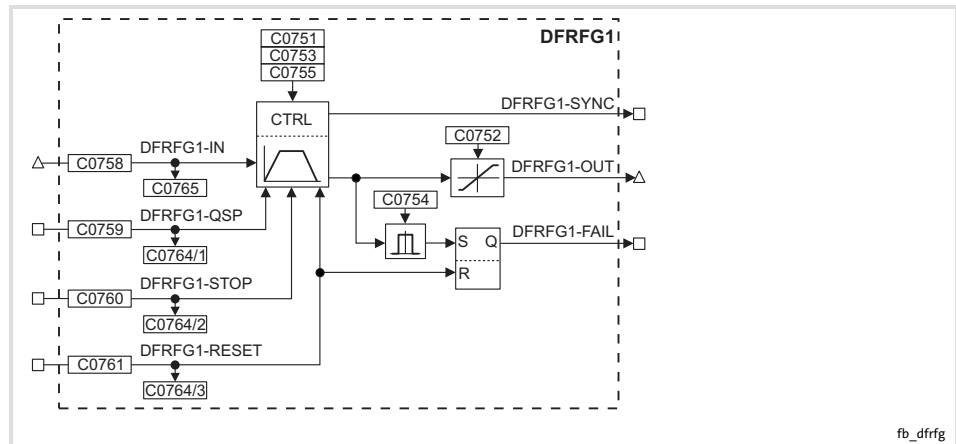 DFRFG1
C0751
C0753
C0755
CTRL
DFRFG1-SYNC
C0752
DFRFG1-OUT
C0758
DFRFG1-IN
C0765
C0754
C0759
DFRFG1-QSP
C0764/1
DFRFG1-FAIL
S Q
R
C0760
DFRFG1-STOP
C0764/2
C0761
DFRFG1-RESET
C0764/3
fb_dfrfg